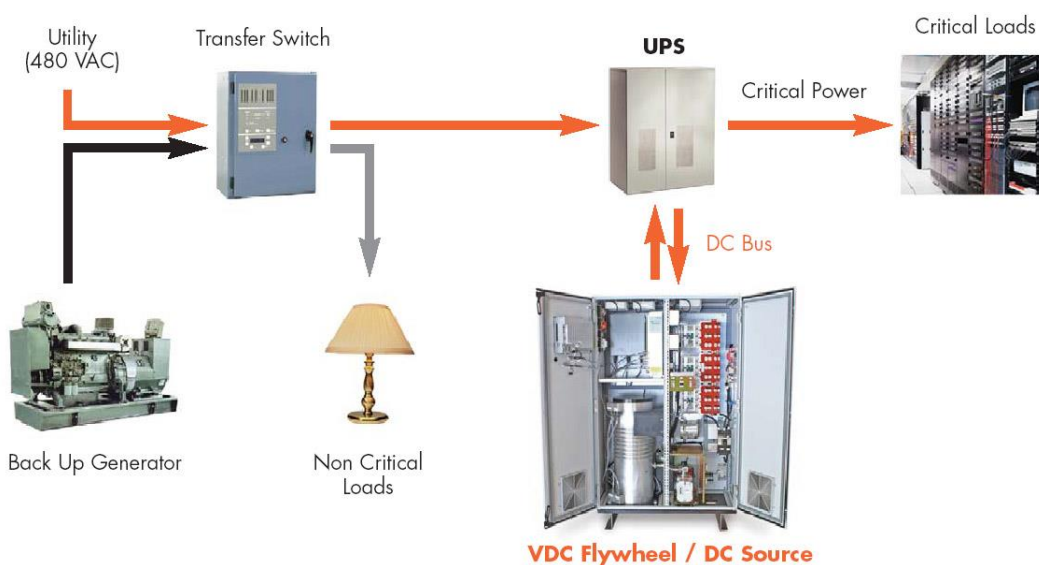 Utility
(480 VAC)
Transfer Switch
UPS
Critical Loads
Critical Power
DC Bus
Back Up Generator
Non Critical
Loads
VDC Flywheel / DC Source